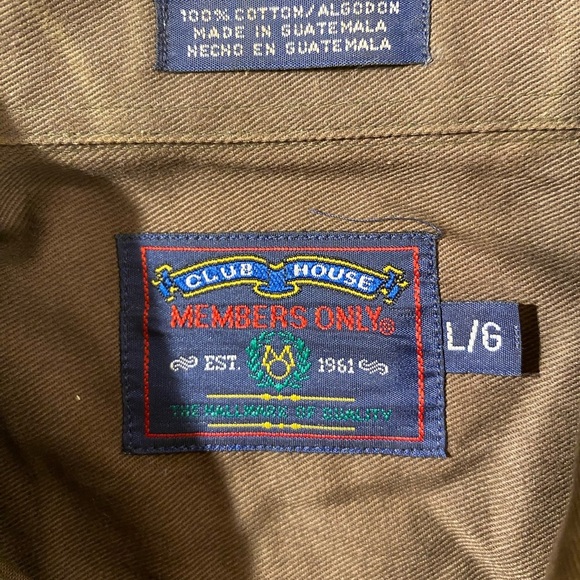 100% COTTON/ALGODON
MADE IN GUATEMALA
HECHO EN GUATEMALA
CLUB HOUSE
MEMBERS ONLY®
EST. 1961
THE HALLMARK OF QUALITY
L/G